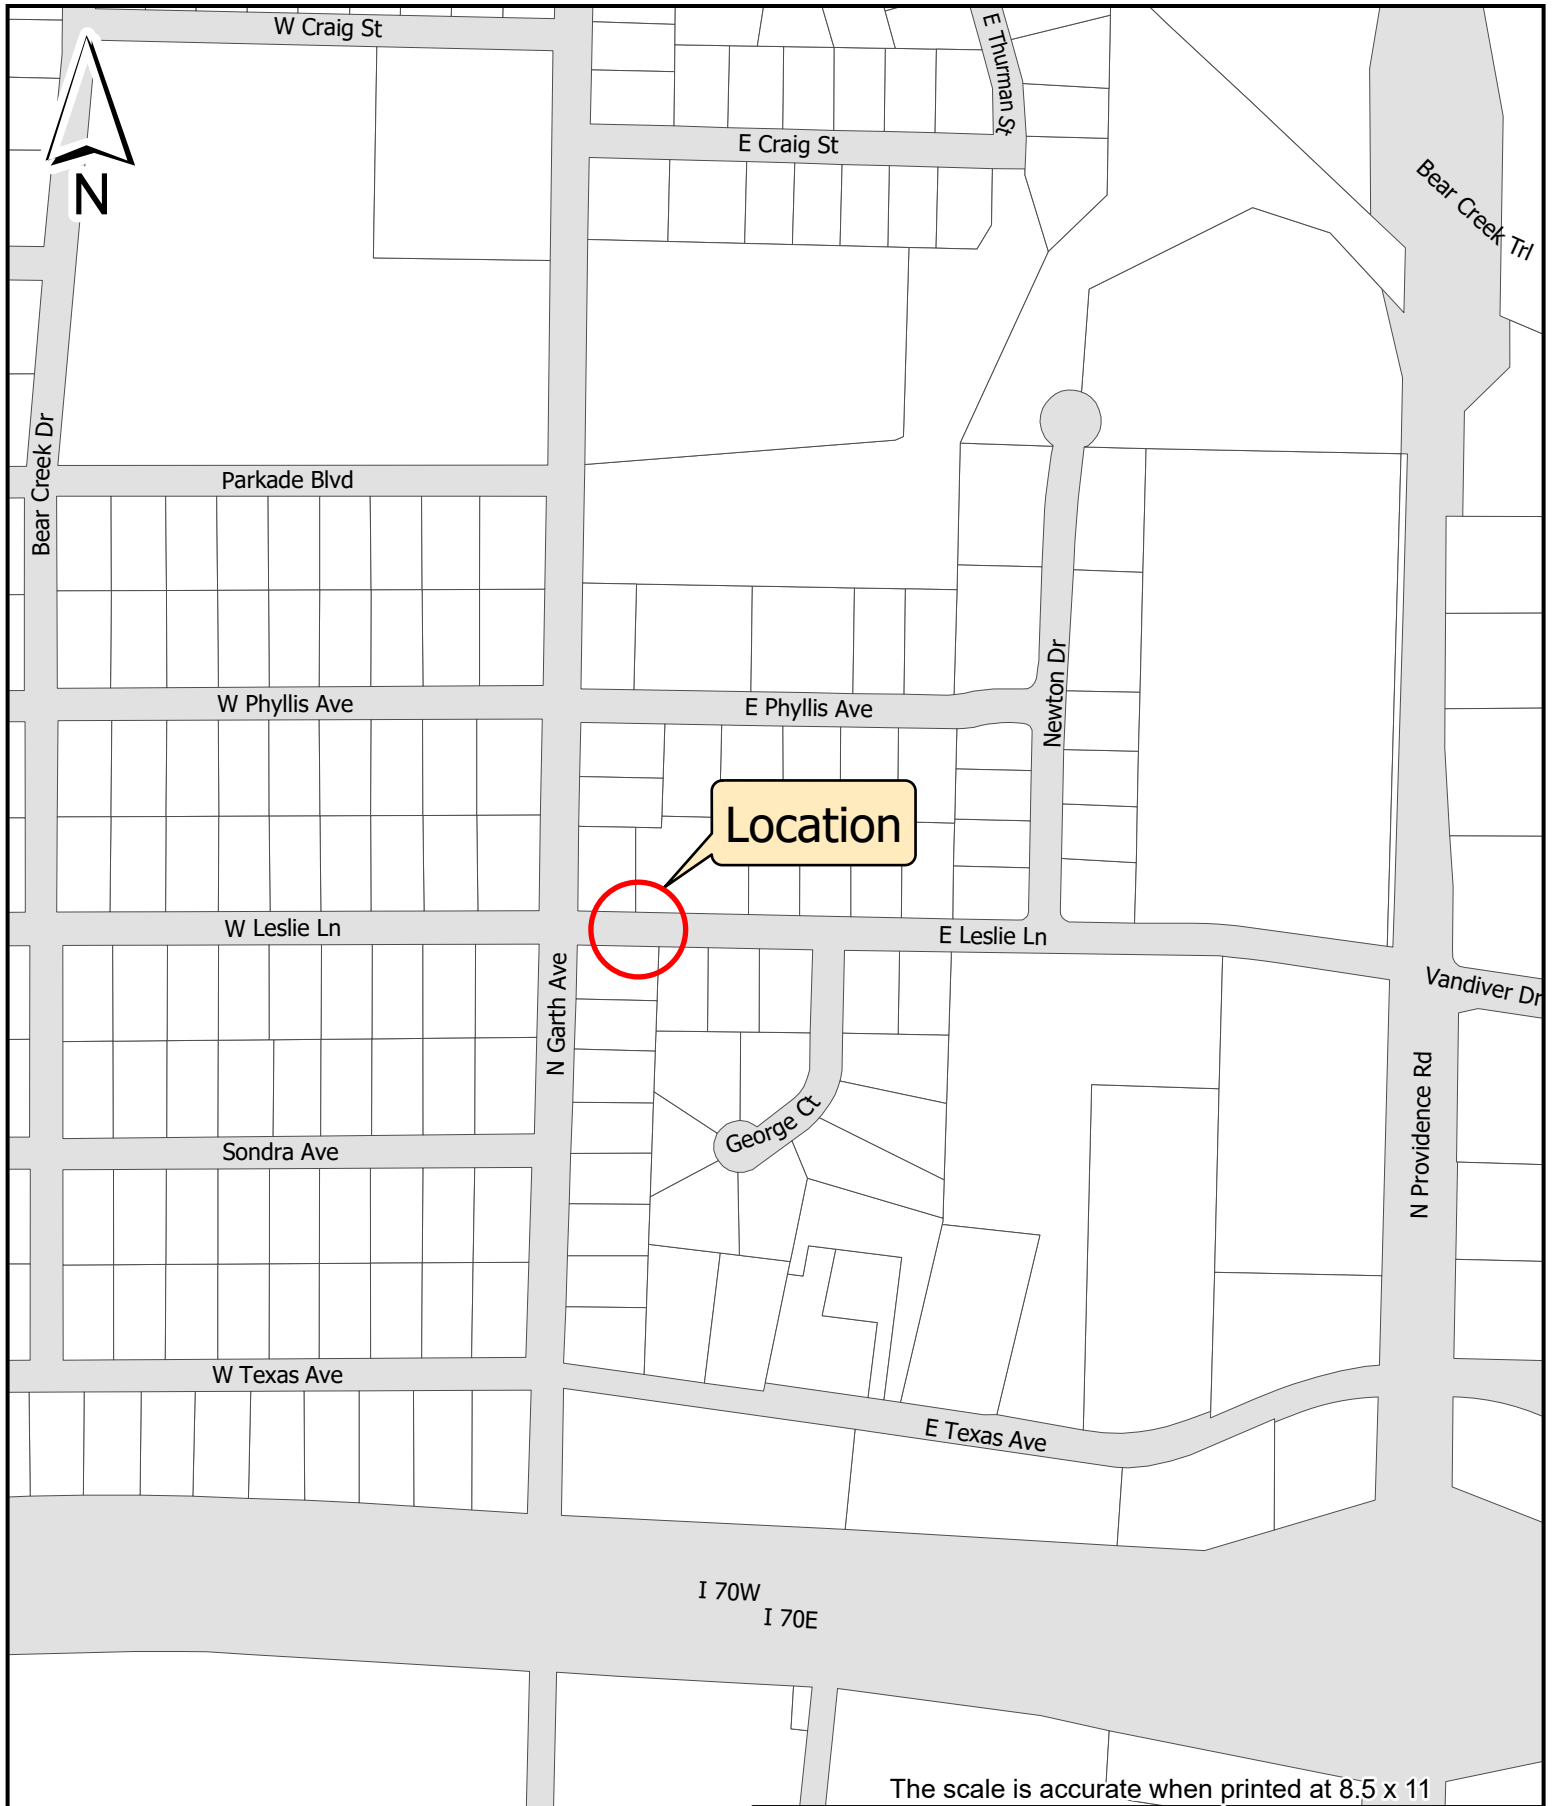 W Craig St
E Thurman St
E Craig St
N
Bear Creek Trl
Bear Creek Dr
Parkade Blvd
Newton Dr
W Phyllis Ave
E Phyllis Ave
Location
W Leslie Ln
E Leslie Ln
Vandiver Dr
N Garth Ave
N Providence Rd
George Ct
Sondra Ave
W Texas Ave
E Texas Ave
I 70W
I 70E
The scale is accurate when printed at 8.5 x 11